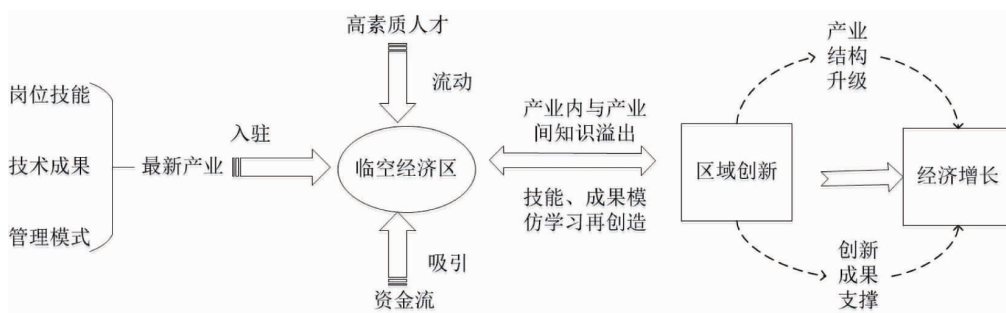 岗位技能
技术成果
管理模式
最新产业
入驻
高素质人才
流动
临空经济区
吸引
资金流
产业内与产业
间知识溢出
技能、成果模
仿学习再创造
区域创新
产业
结构
升级
创新
成果
支撑
经济增长